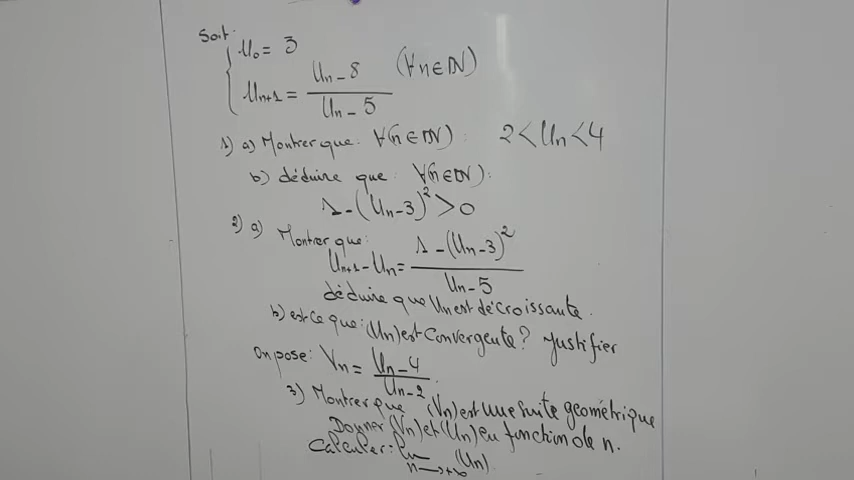 Soit:
U₀ = 3
Uₙ₊₁ = (Uₙ - 8)/(Uₙ - 5) (∀n∈ℕ)
1) a) Montrer que: ∀(n∈ℕ): 2 < Uₙ < 4
b) déduire que: ∀(n∈ℕ):
1 - (Uₙ - 3)² > 0
2) a) Montrer que:
Uₙ₊₁ - Uₙ = (1 - (Uₙ - 3)²)/(Uₙ - 5)
déduire que Uₙ est décroissante.
b) est ce que: (Uₙ) est Convergente? Justifier
On pose: Vₙ = (Uₙ - 4)/(Uₙ - 2).
3) Montrer que (Vₙ) est une suite geométrique
Donner (Vₙ) et (Uₙ) en fonction de n.
Calculer: lim (Uₙ)
n→+∞